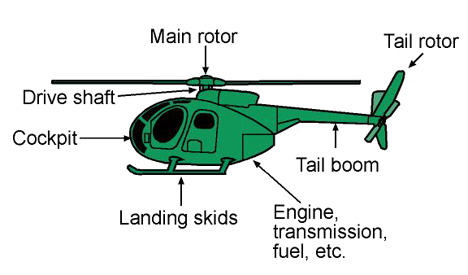 Main rotor
Tail rotor
Drive shaft
Cockpit
Tail boom
Landing skids
Engine,
transmission,
fuel, etc.